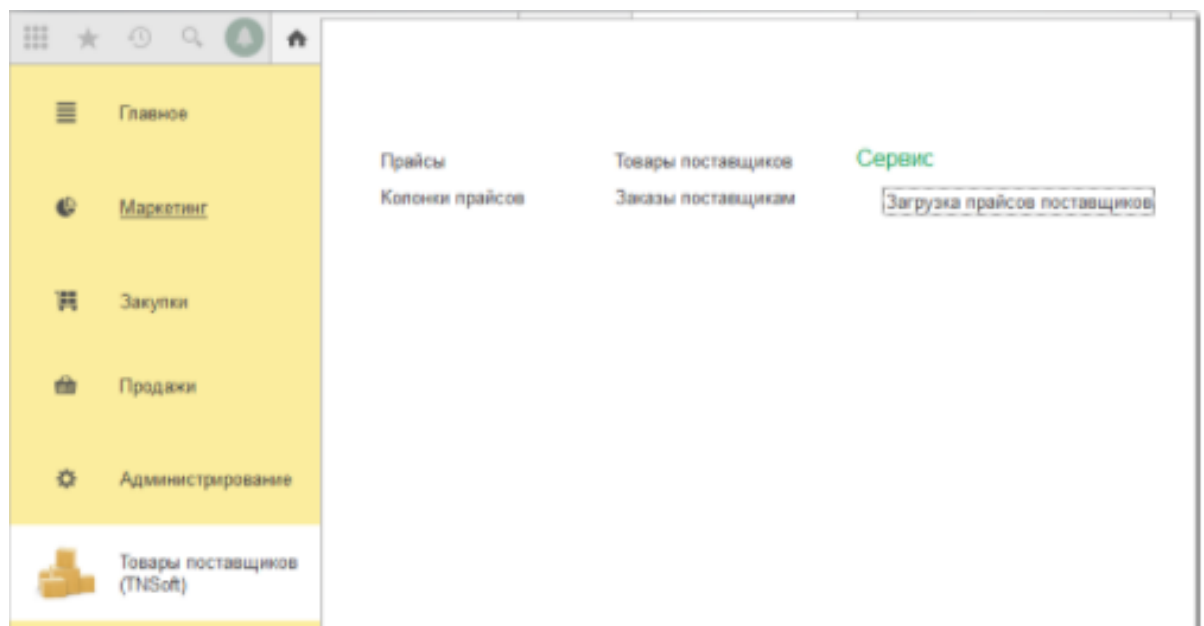 Главное
Маркетинг
Закупки
Продажи
Администрирование
Товары поставщиков
(TNSoft)
Прайсы
Колонки прайсов
Товары поставщиков
Заказы поставщикам
Сервис
Загрузка прайсов поставщиков